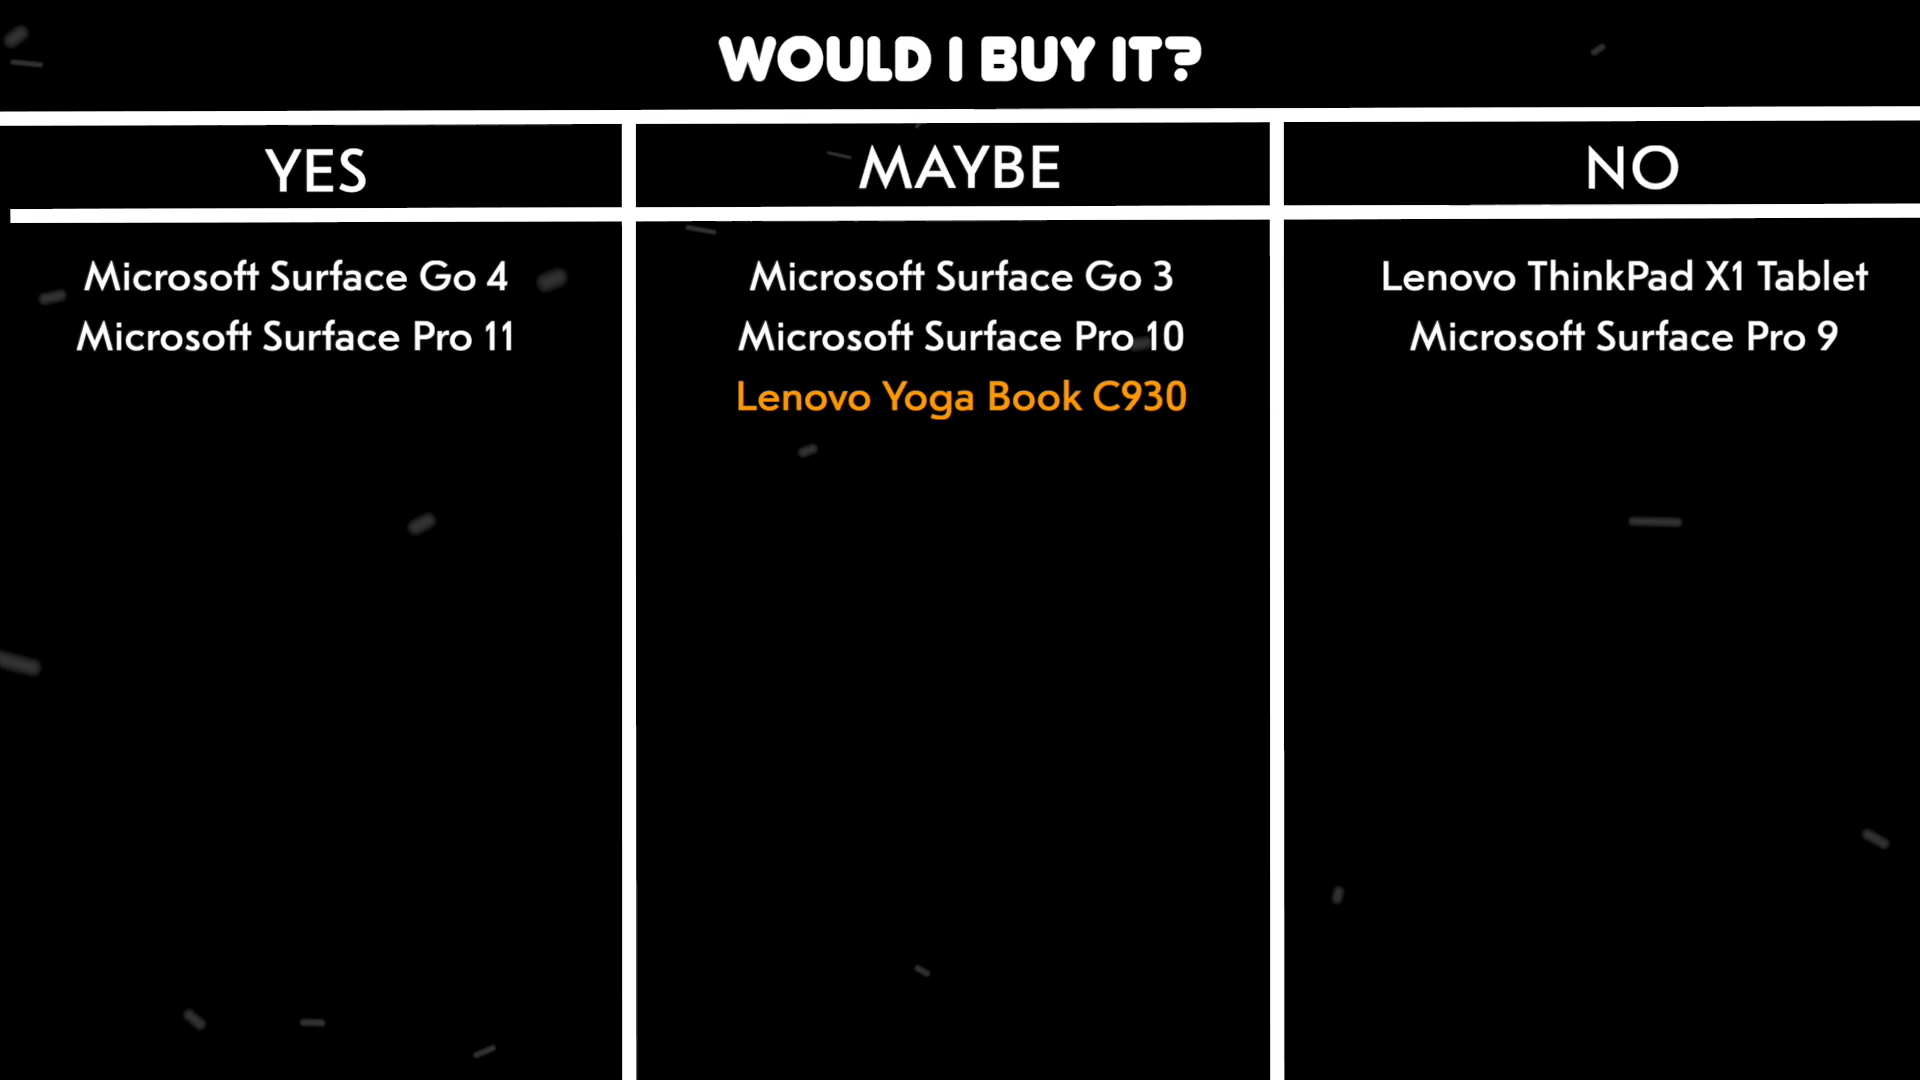 WOULD I BUY IT?
YES
MAYBE
NO
Microsoft Surface Go 4
Microsoft Surface Pro 11
Microsoft Surface Go 3
Microsoft Surface Pro 10
Lenovo Yoga Book C930
Lenovo ThinkPad X1 Tablet
Microsoft Surface Pro 9